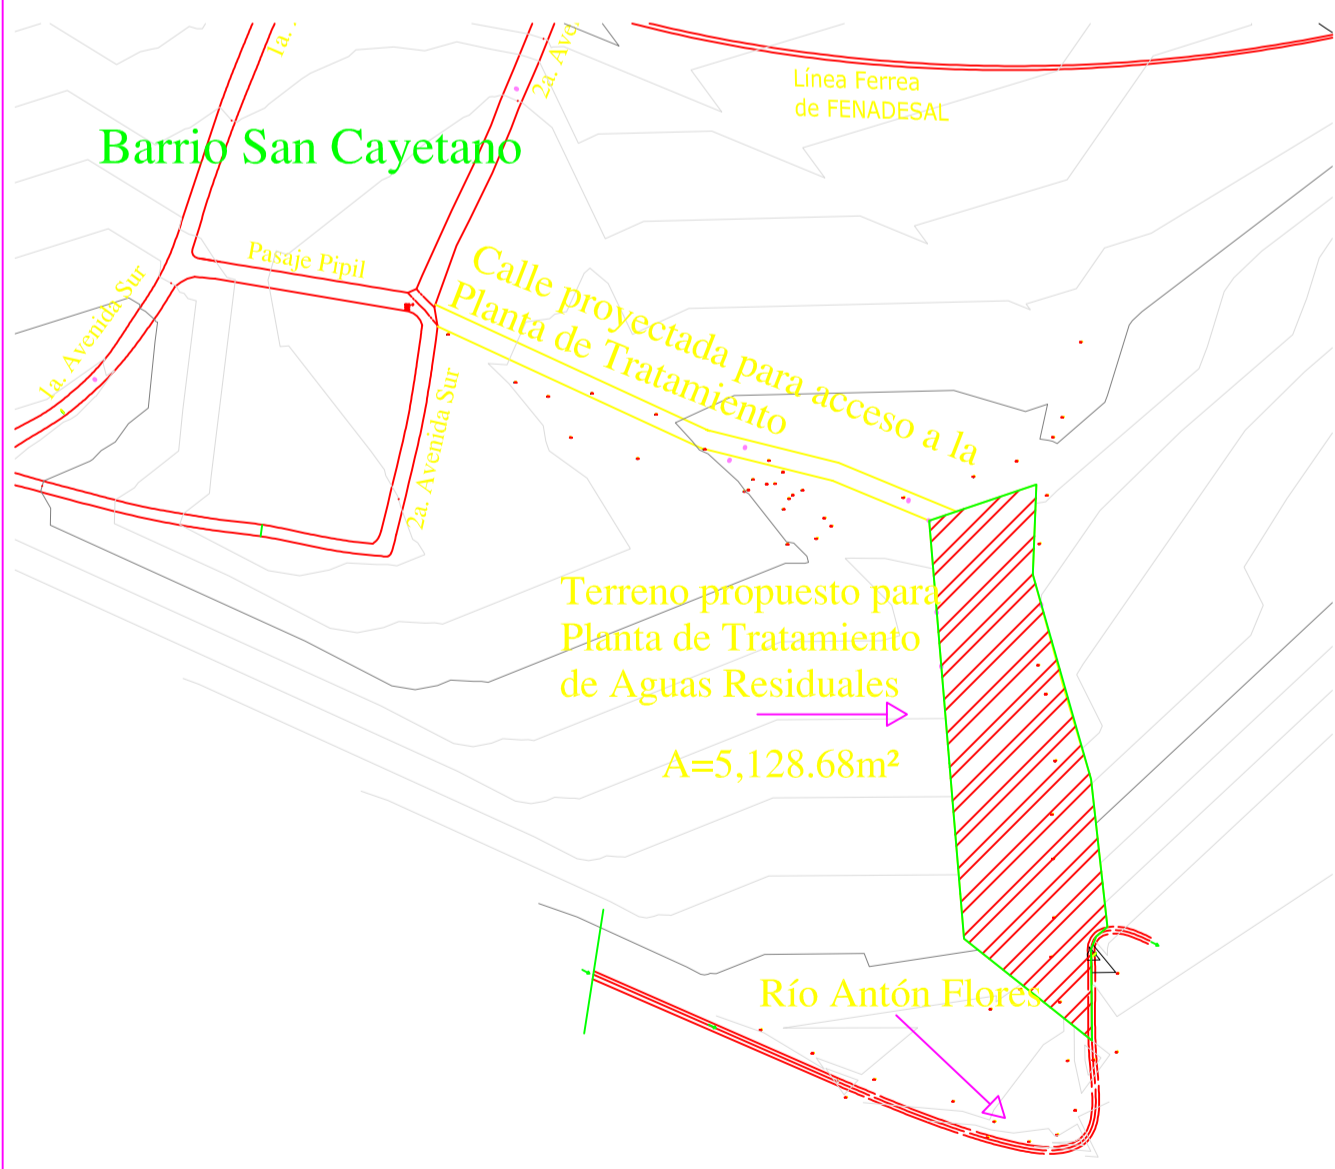 1a.
2a. Ave.
Línea Ferrea
de FENADESAL
Barrio San Cayetano
Pasaje Pipil
1a. Avenida Sur
Calle proyectada para acceso a la
Planta de Tratamiento
2a. Avenida Sur
Terreno propuesto para
Planta de Tratamiento
de Aguas Residuales
A=5,128.68m²
Río Antón Flores